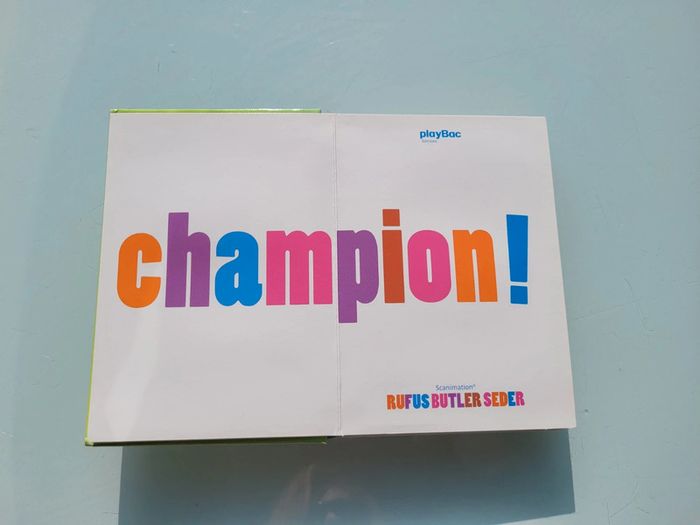 playBac
champion!
Scanimation®
RUFUS BUTLER SEDER